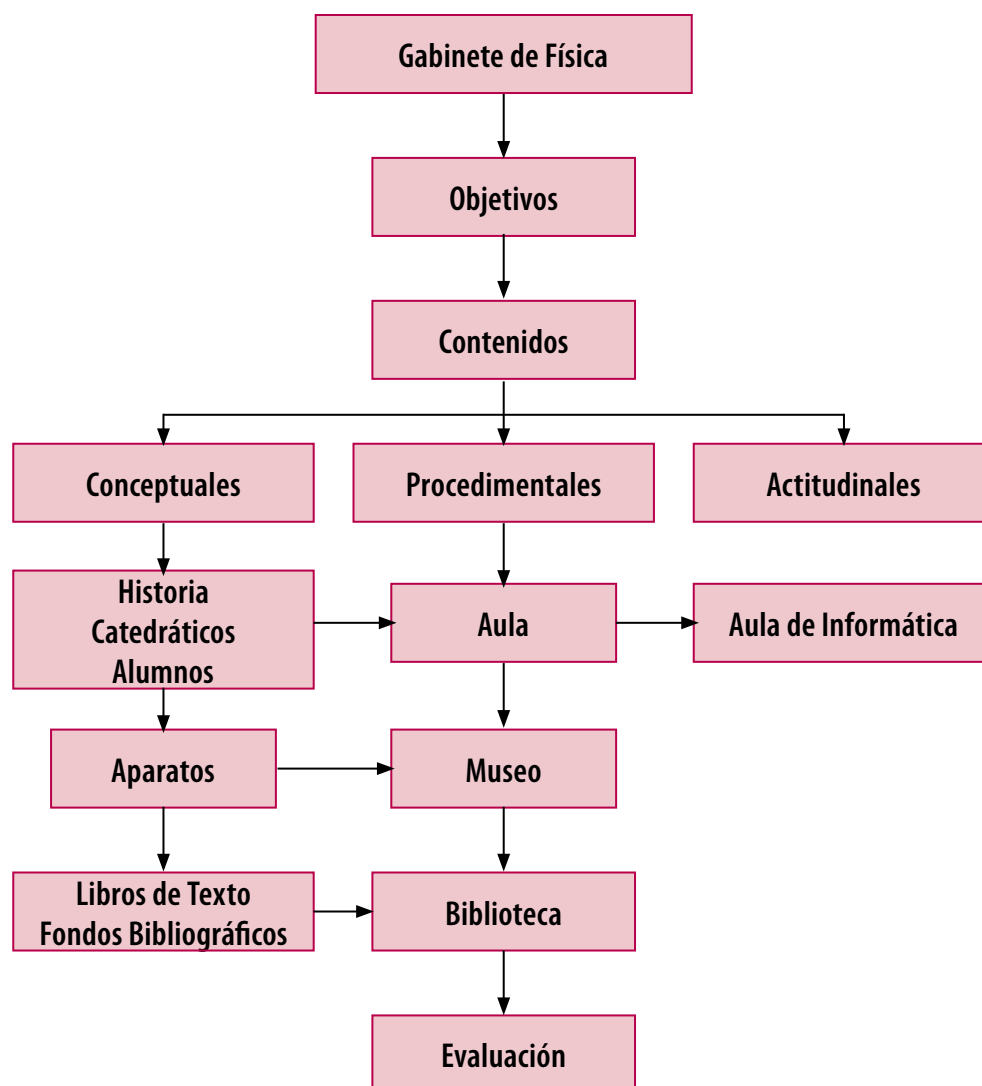 Gabinete de Física
Objetivos
Contenidos
Conceptuales
Procedimentales
Actitudinales
Historia
Catedráticos
Alumnos
Aula
Aula de Informática
Aparatos
Museo
Libros de Texto
Fondos Bibliográficos
Biblioteca
Evaluación